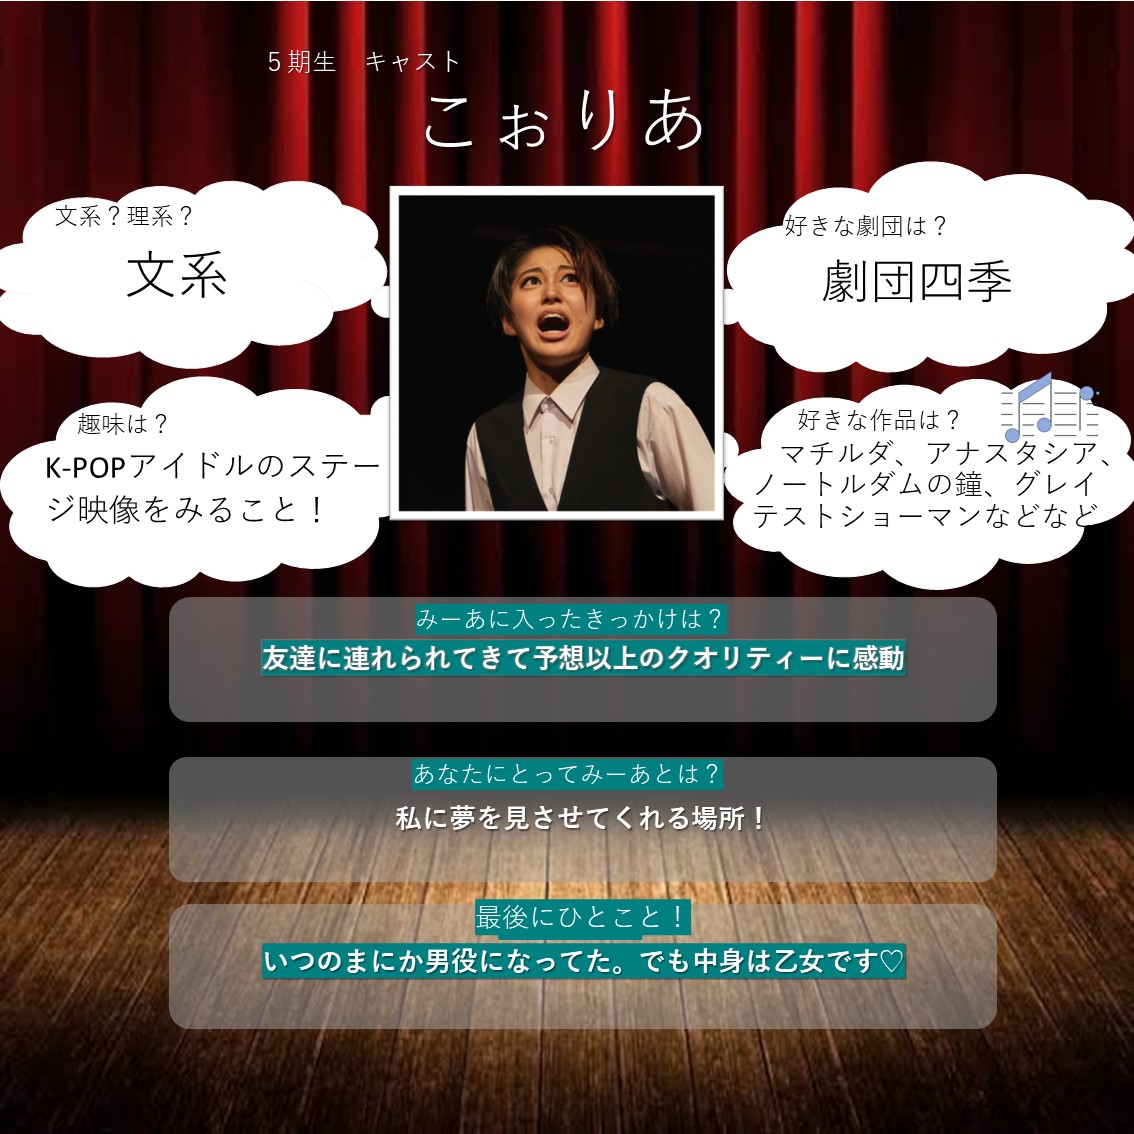 ５期生　キャスト
こぉりあ
文系？理系？
文系
好きな劇団は？
劇団四季
趣味は？
K-POPアイドルのステー
ジ映像をみること！
好きな作品は？
マチルダ、アナスタシア、
ノートルダムの鐘、グレイ
テストショーマンなどなど
みーあに入ったきっかけは？
友達に連れられてきて予想以上のクオリティーに感動
あなたにとってみーあとは？
私に夢を見させてくれる場所！
最後にひとこと！
いつのまにか男役になってた。でも中身は乙女です♡